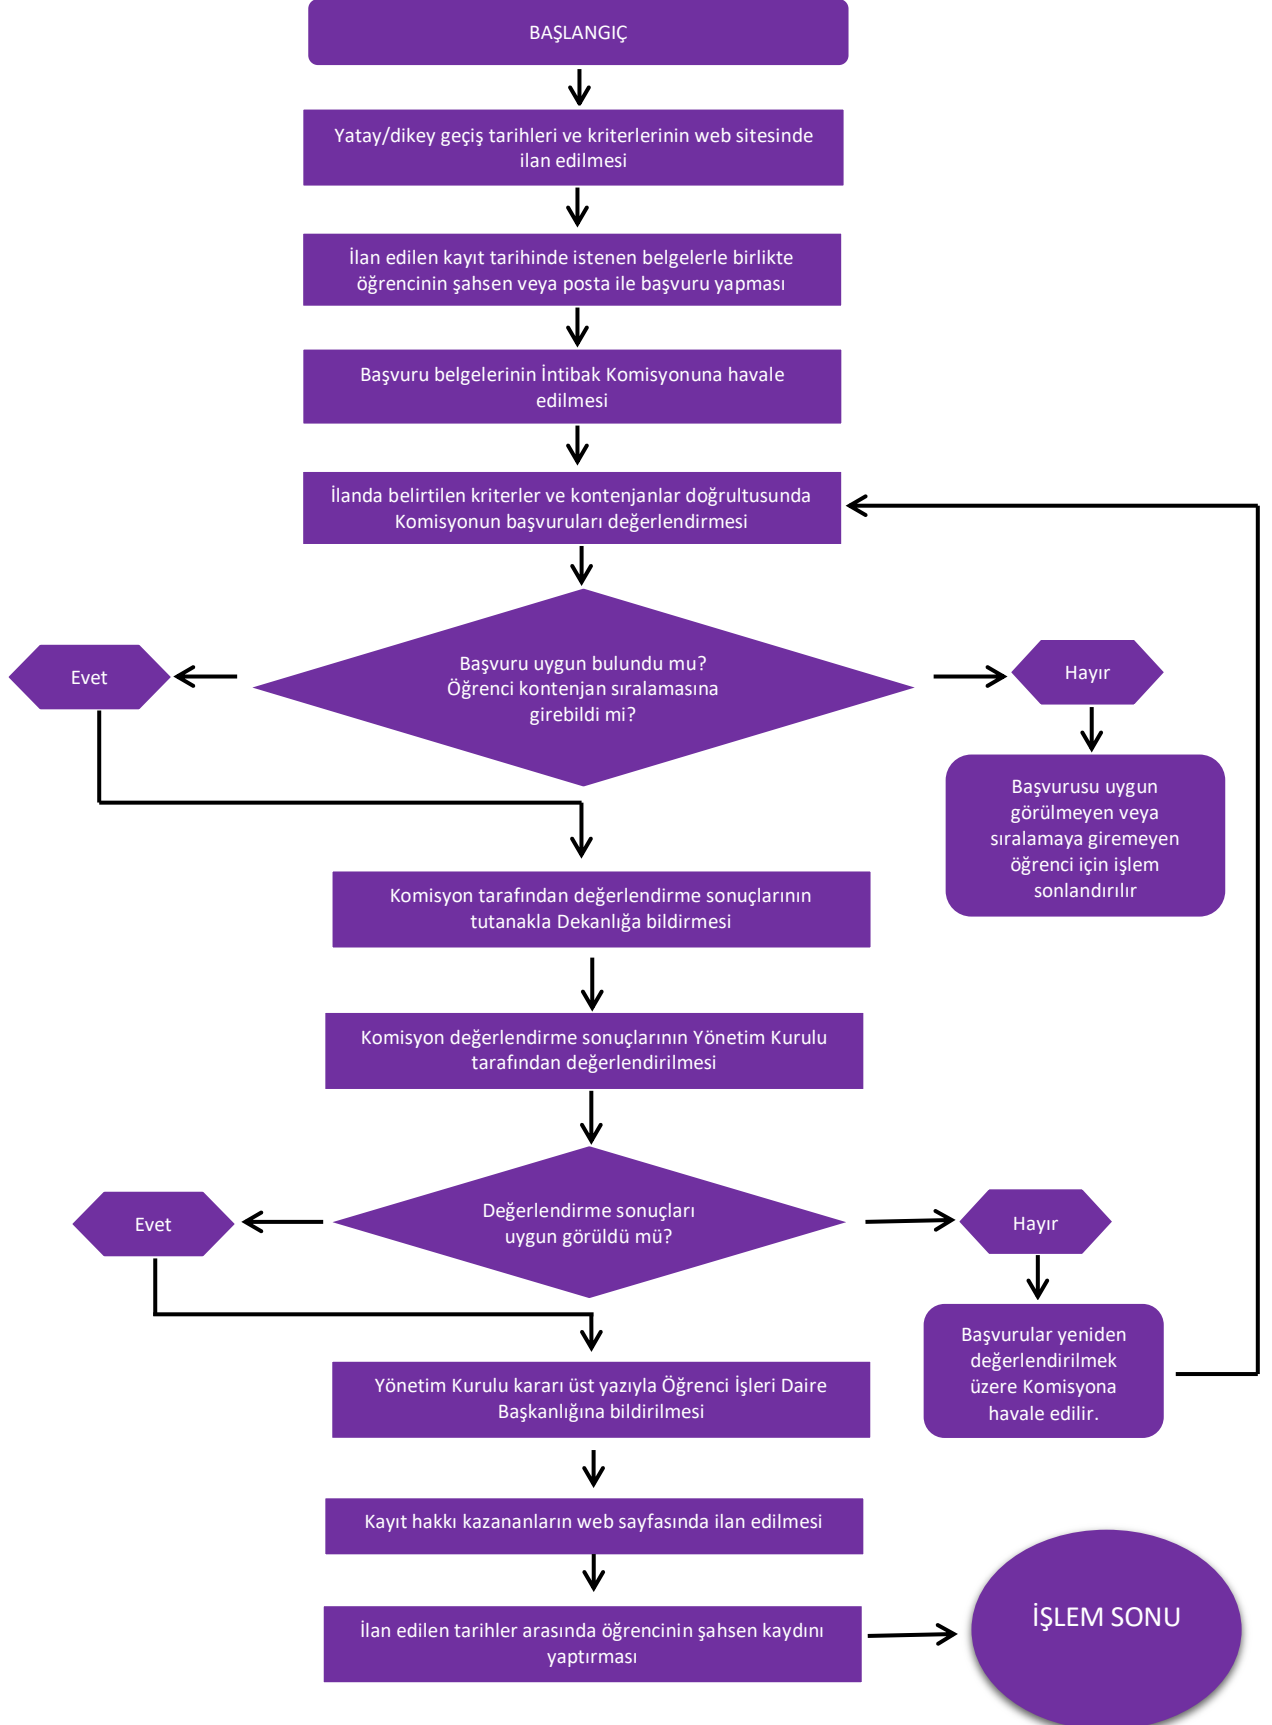 BAŞLANGIÇ
Yatay/dikey geçiş tarihleri ve kriterlerinin web sitesinde
ilan edilmesi
İlan edilen kayıt tarihinde istenen belgelerle birlikte
öğrencinin şahsen veya posta ile başvuru yapması
Başvuru belgelerinin İntibak Komisyonuna havale
edilmesi
İlanda belirtilen kriterler ve kontenjanlar doğrultusunda
Komisyonun başvuruları değerlendirmesi
Başvuru uygun bulundu mu?
Öğrenci kontenjan sıralamasına
girebildi mi?
Evet
Hayır
Başvurusu uygun
görülmeyen veya
sıralamaya giremeyen
öğrenci için işlem
sonlandırılır
Komisyon tarafından değerlendirme sonuçlarının
tutanakla Dekanlığa bildirmesi
Komisyon değerlendirme sonuçlarının Yönetim Kurulu
tarafından değerlendirilmesi
Değerlendirme sonuçları
uygun görüldü mü?
Evet
Hayır
Başvurular yeniden
değerlendirilmek
üzere Komisyona
havale edilir.
Yönetim Kurulu kararı üst yazıyla Öğrenci İşleri Daire
Başkanlığına bildirilmesi
Kayıt hakkı kazananların web sayfasında ilan edilmesi
İlan edilen tarihler arasında öğrencinin şahsen kaydını
yaptırması
İŞLEM SONU